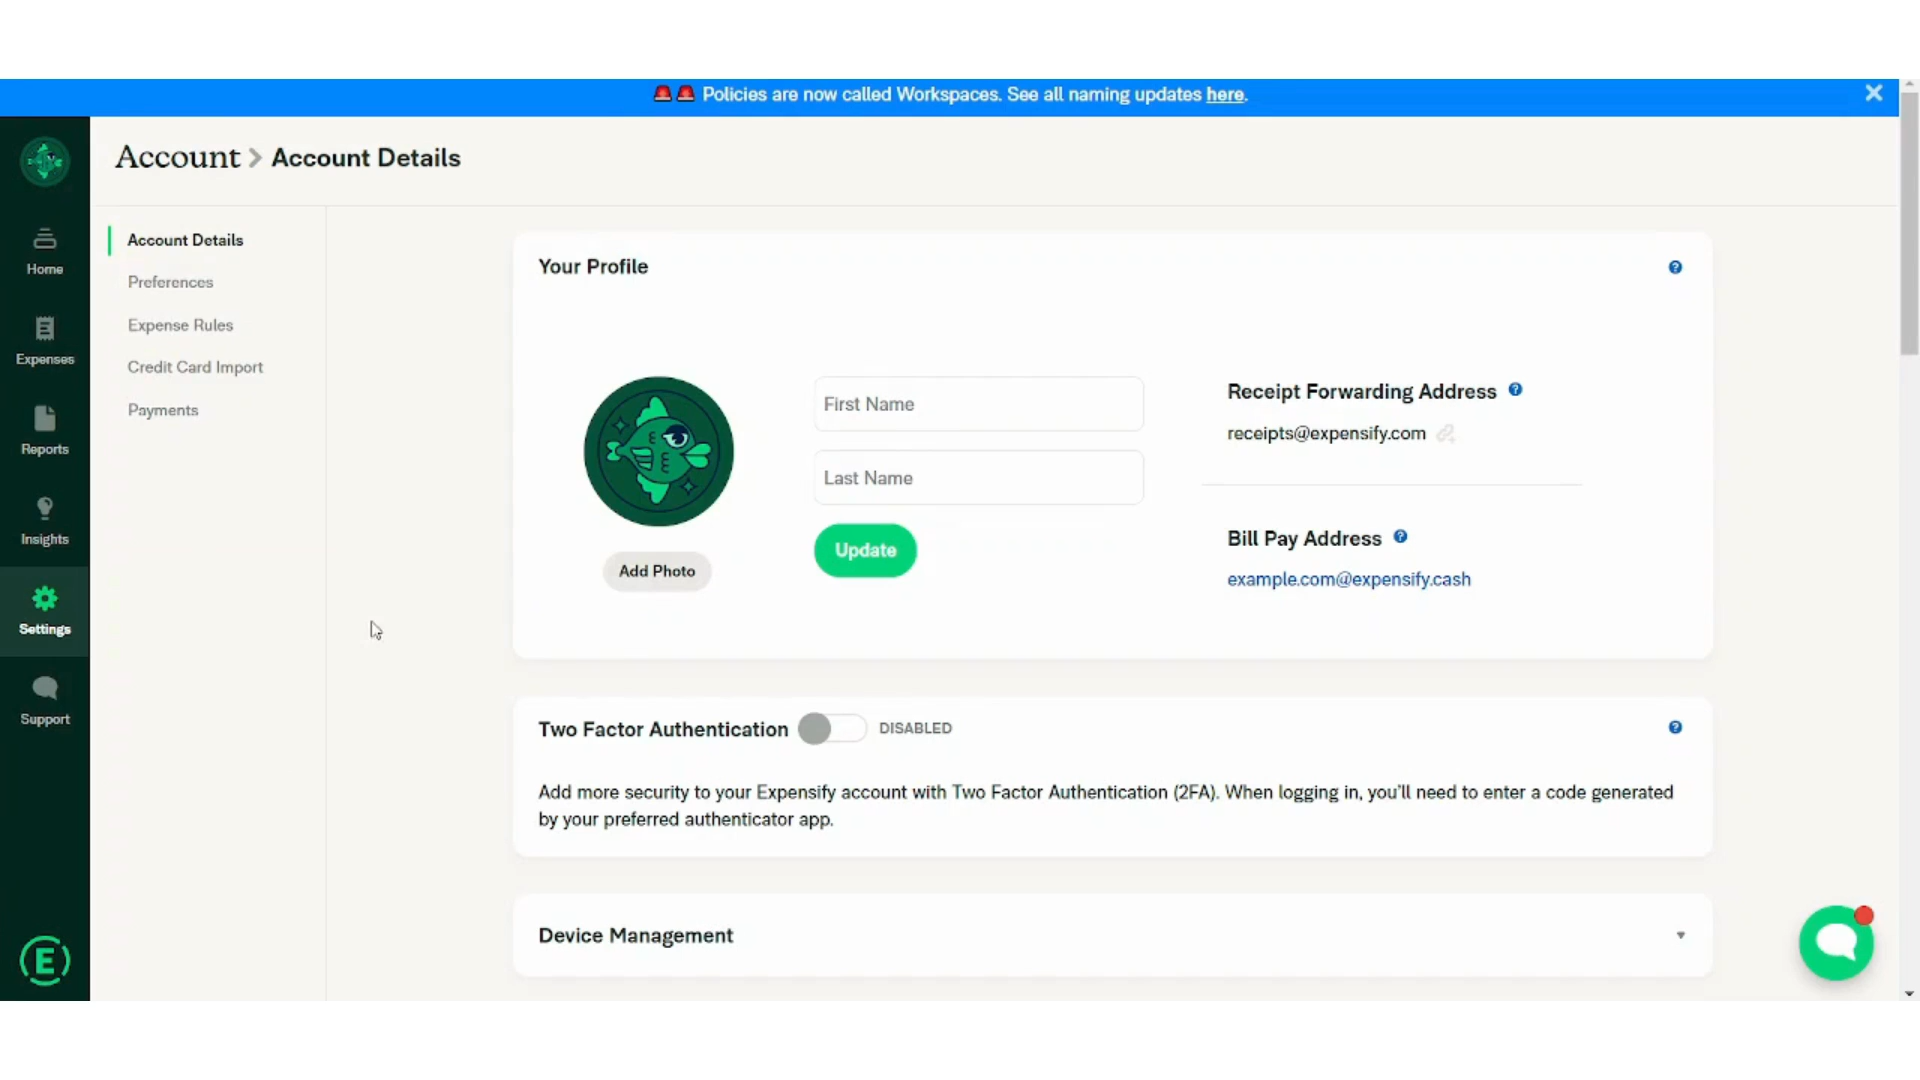 Policies are now called Workspaces. See all naming updates here.
Account > Account Details
Home
Expenses
Reports
Insights
Settings
Support
E
Account Details
Preferences
Expense Rules
Credit Card Import
Payments
Your Profile
First Name
Last Name
Update
Add Photo
Receipt Forwarding Address
receipts@expensify.com
Bill Pay Address
example.com@expensify.cash
Two Factor Authentication DISABLED
Add more security to your Expensify account with Two Factor Authentication (2FA). When logging in, you'll need to enter a code generated
by your preferred authenticator app.
Device Management